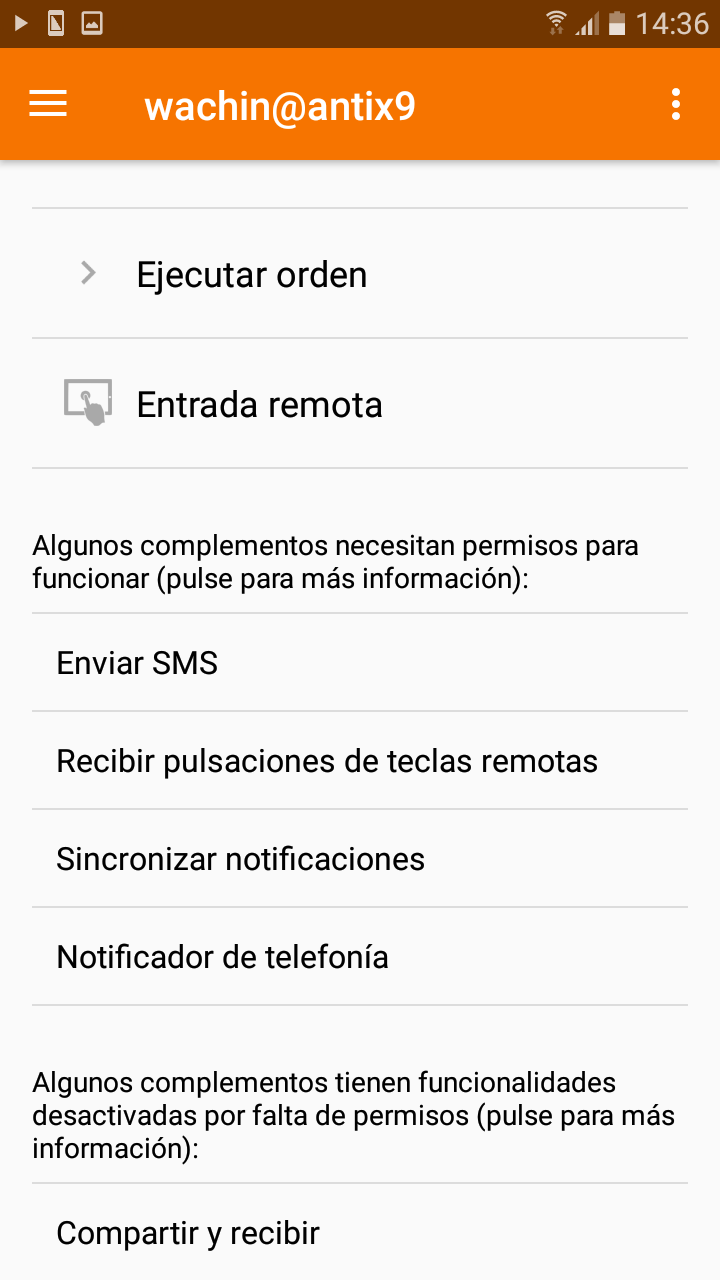 14:36
wachin@antix9
Ejecutar orden
Entrada remota
Algunos complementos necesitan permisos para
funcionar (pulse para más información):
Enviar SMS
Recibir pulsaciones de teclas remotas
Sincronizar notificaciones
Notificador de telefonía
Algunos complementos tienen funcionalidades
desactivadas por falta de permisos (pulse para más
información):
Compartir y recibir